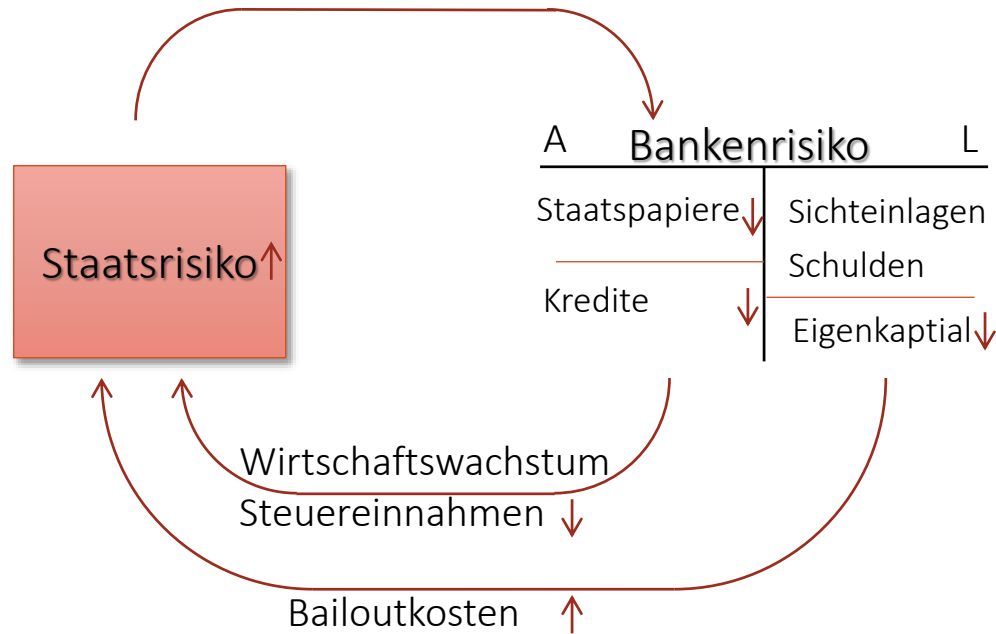 A Bankenrisiko L
Staatspapiere
Sichteinlagen
Staatsrisiko
Schulden
Kredite
Eigenkaptial
Wirtschaftswachstum
Steuereinnahmen
Bailoutkosten